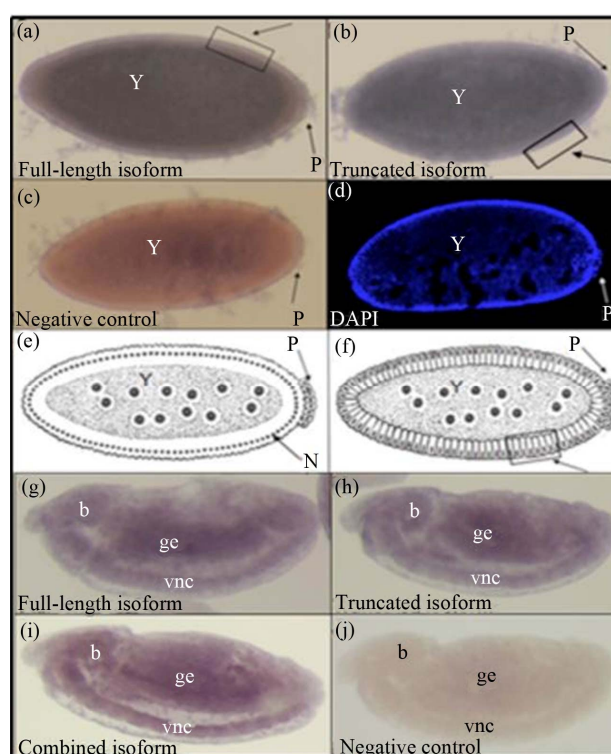 (a)
Y
P
Full-length isoform
(b)
P
Y
Truncated isoform
(c)
Y
Negative control
P
(d)
Y
DAPI
P
(e)
Y
P
N
(f)
Y
P
(g)
b
ge
vnc
Full-length isoform
(h)
b
ge
vnc
Truncated isoform
(i)
b
ge
vnc
Combined isoform
(j)
b
ge
vnc
Negative control